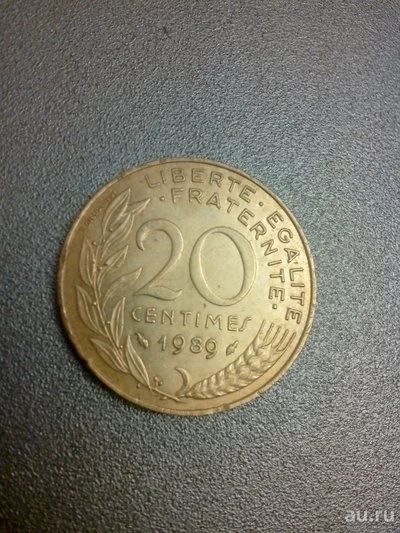 · LIBERTE · EGALITE
· FRATERNITE ·
20
CENTIMES
1989
au.ru